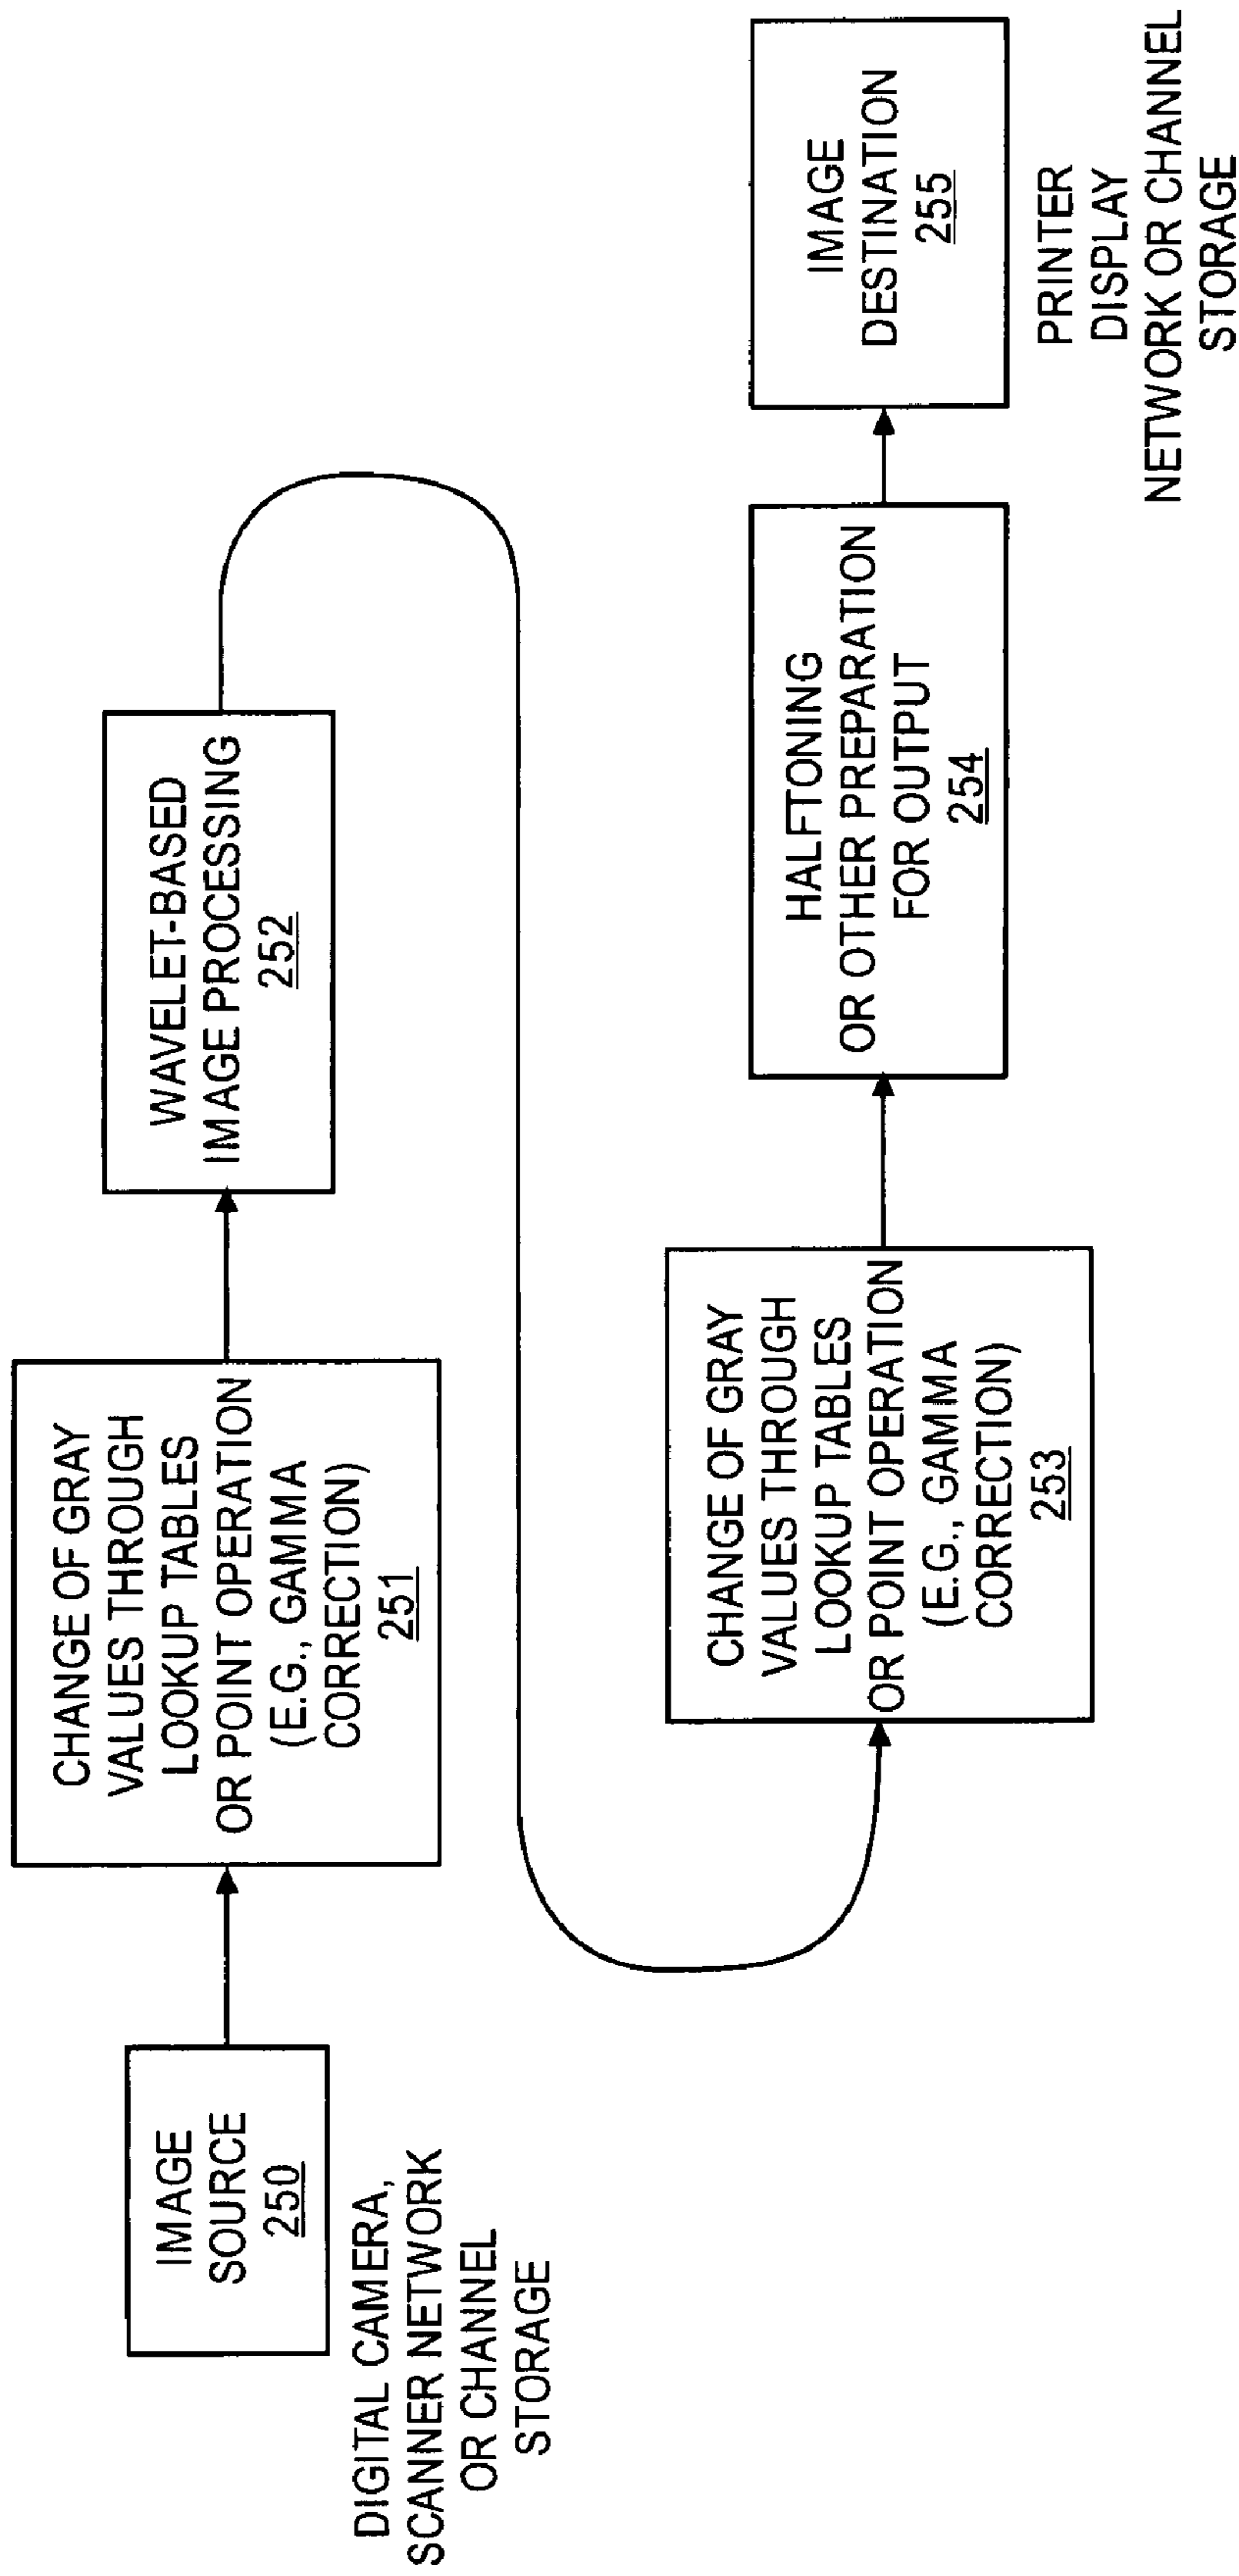 IMAGE
SOURCE
250
DIGITAL CAMERA,
SCANNER NETWORK
OR CHANNEL
STORAGE
CHANGE OF GRAY
VALUES THROUGH
LOOKUP TABLES
OR POINT OPERATION
(E.G., GAMMA
CORRECTION)
251
WAVELET-BASED
IMAGE PROCESSING
252
CHANGE OF GRAY
VALUES THROUGH
LOOKUP TABLES
OR POINT OPERATION
(E.G., GAMMA
CORRECTION)
253
HALFTONING
OR OTHER PREPARATION
FOR OUTPUT
254
IMAGE
DESTINATION
255
PRINTER
DISPLAY
NETWORK OR CHANNEL
STORAGE